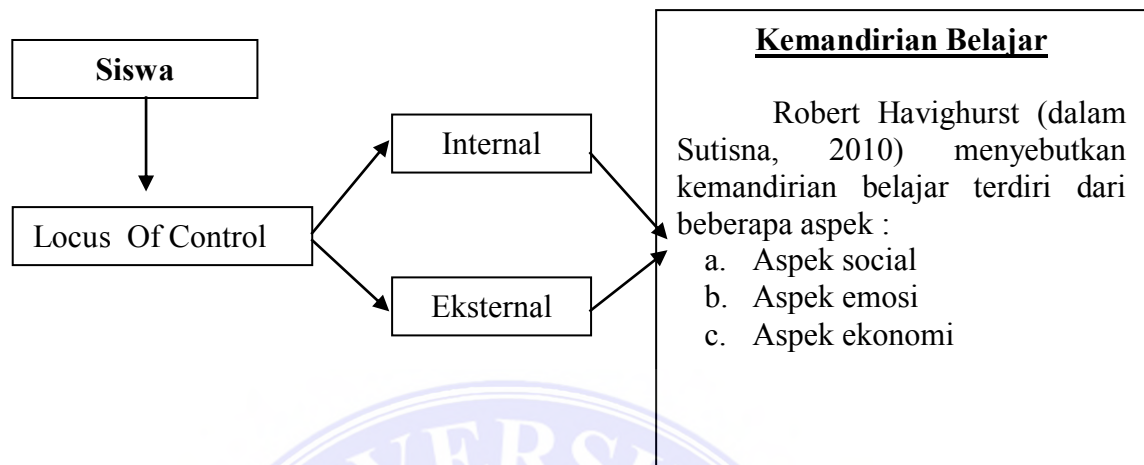 Siswa
Locus Of Control
Internal
Eksternal
Kemandirian Belajar
Robert Havighurst (dalam
Sutisna, 2010) menyebutkan
kemandirian belajar terdiri dari
beberapa aspek :
a. Aspek social
b. Aspek emosi
c. Aspek ekonomi